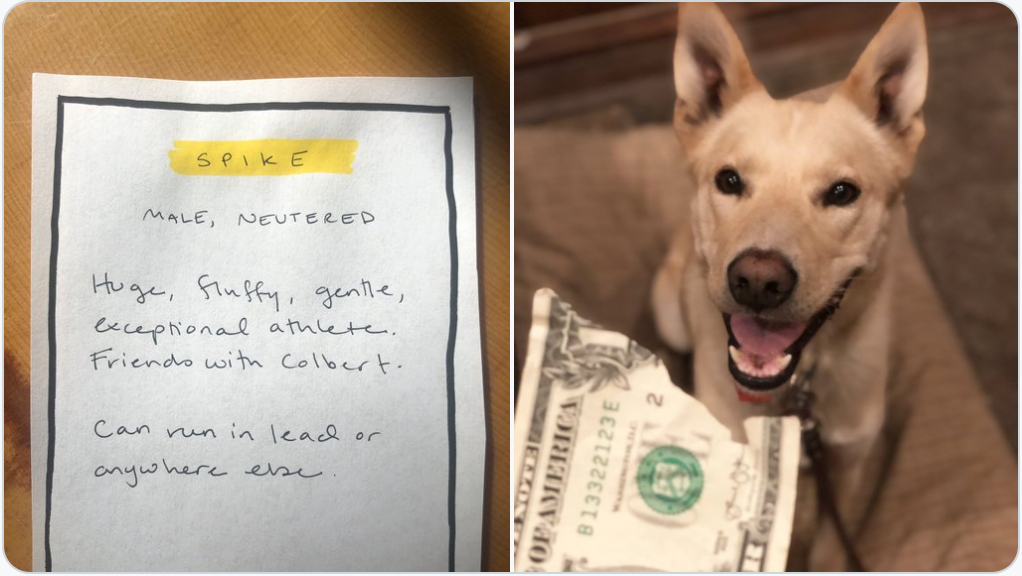 SPIKE
MALE, NEUTERED
Huge, fluffy, gentle,
exceptional athlete.
Friends with Colbert.
Can run in lead or
anywhere else.
OF AMERICA
B13322123E
WASHINGTON, D.C.
2